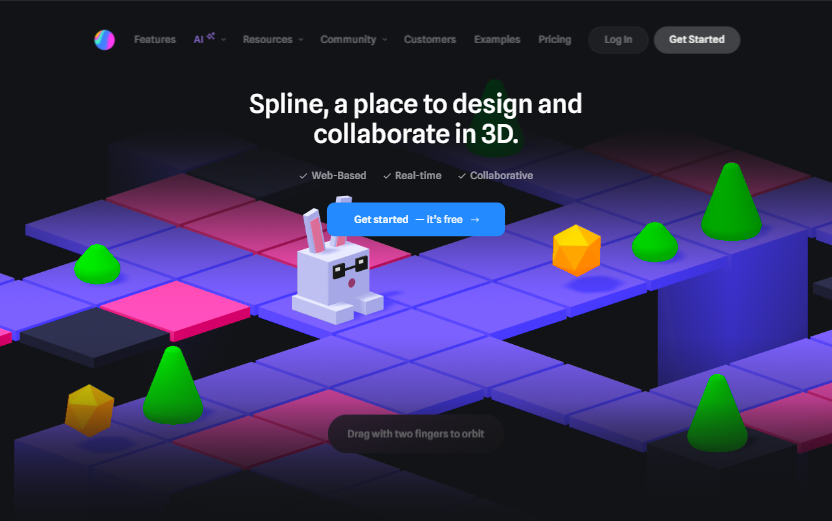 Features AI Resources Community Customers Examples Pricing Log In Get Started
Spline, a place to design and
collaborate in 3D.
✓ Web-Based ✓ Real-time ✓ Collaborative
Get started — it's free →
Drag with two fingers to orbit